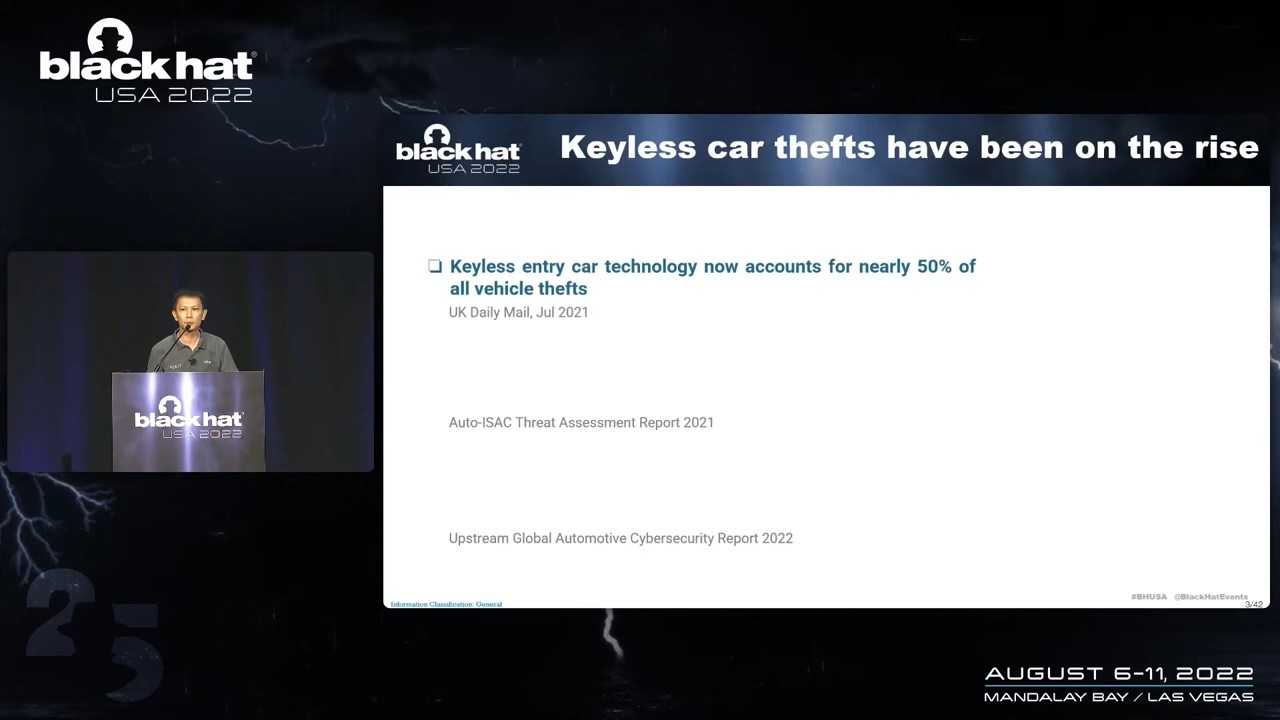 black hat®
USA 2022
black hat®
USA 2022
Keyless car thefts have been on the rise
❏ Keyless entry car technology now accounts for nearly 50% of
all vehicle thefts
UK Daily Mail, Jul 2021
Auto-ISAC Threat Assessment Report 2021
Upstream Global Automotive Cybersecurity Report 2022
Information Classification: General
#BHUSA @BlackHatEvents
3/42
black hat®
USA 2022
25
AUGUST 6-11, 2022
MANDALAY BAY / LAS VEGAS